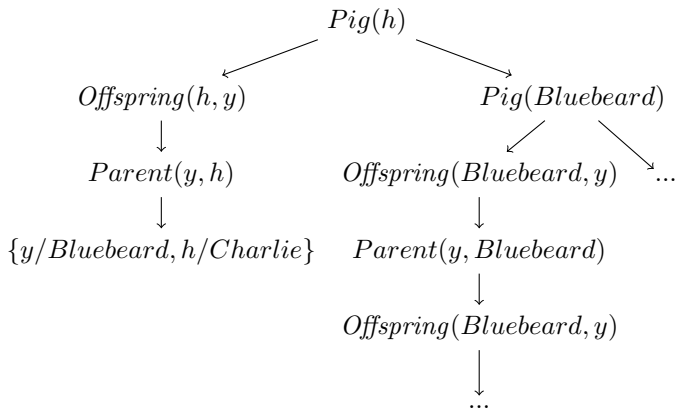 Pig(h)
Offspring(h, y) Pig(Bluebeard)
Parent(y, h) Offspring(Bluebeard, y) ...
{y/Bluebeard, h/Charlie} Parent(y, Bluebeard)
Offspring(Bluebeard, y)
...